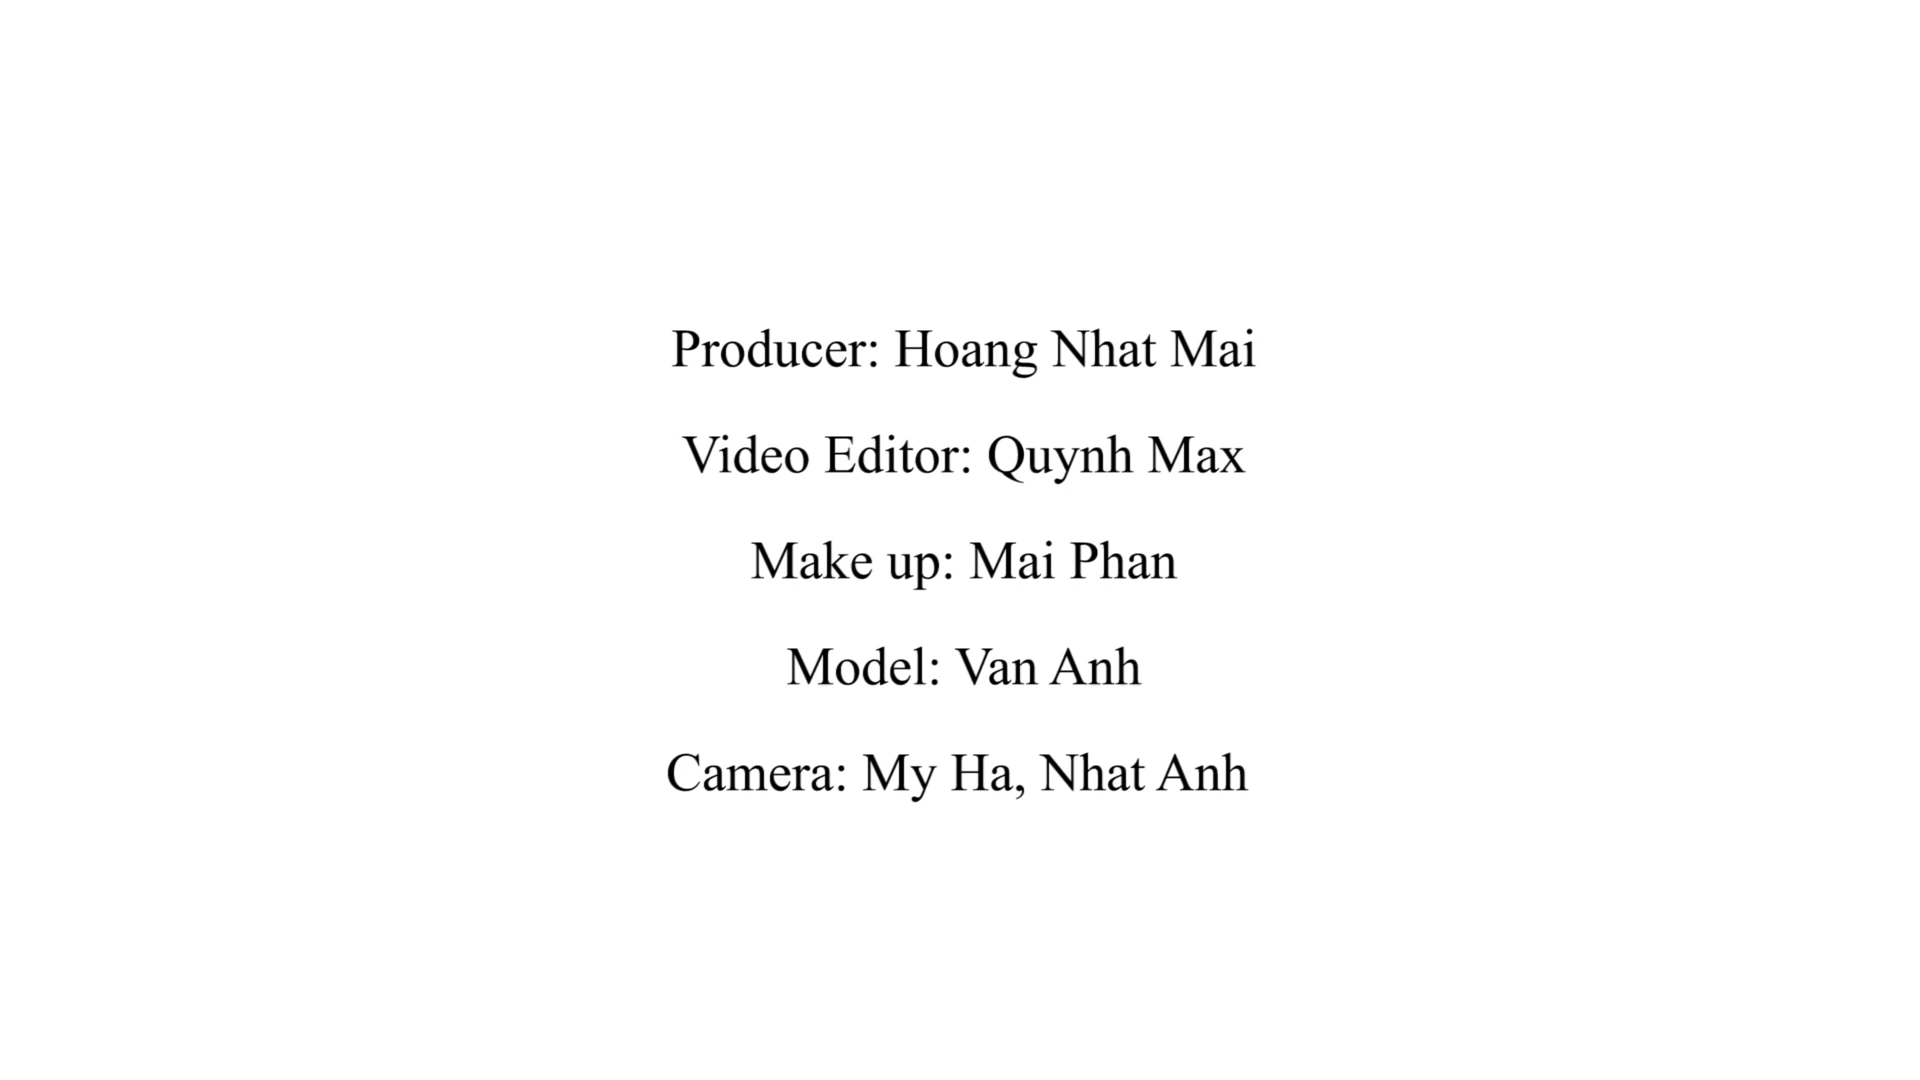 Producer: Hoang Nhat Mai
Video Editor: Quynh Max
Make up: Mai Phan
Model: Van Anh
Camera: My Ha, Nhat Anh